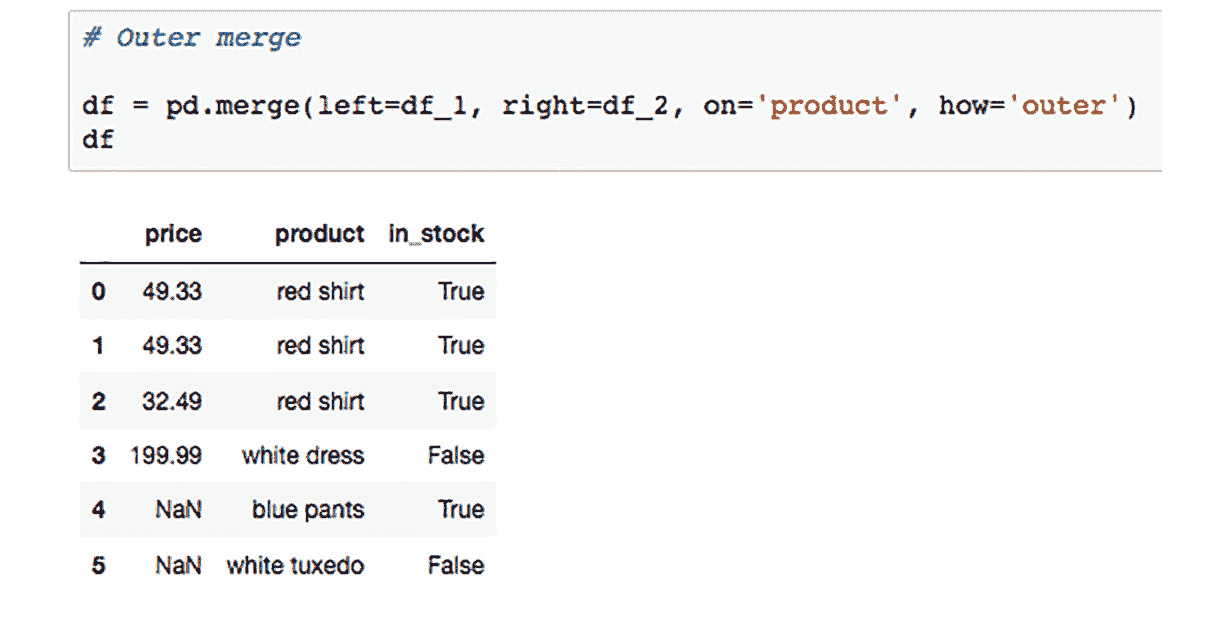 # Outer merge
df = pd.merge(left=df_1, right=df_2, on='product', how='outer')
df
price product in_stock
0 49.33 red shirt True
1 49.33 red shirt True
2 32.49 red shirt True
3 199.99 white dress False
4 NaN blue pants True
5 NaN white tuxedo False